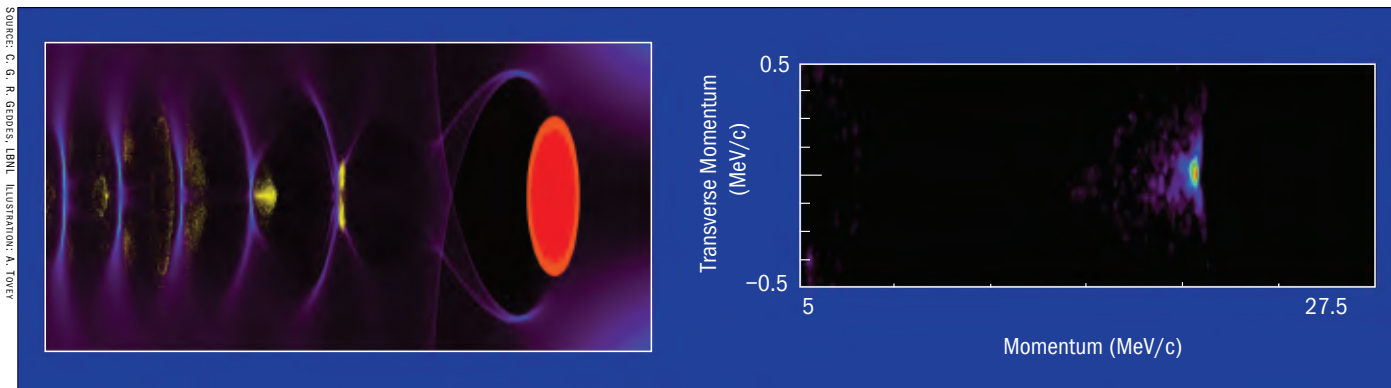 SOURCE: C. G. R. GEDDES, LBNL ILLUSTRATION: A. TOVEY
0.5
Transverse Momentum
(MeV/c)
−0.5
5
27.5
Momentum (MeV/c)